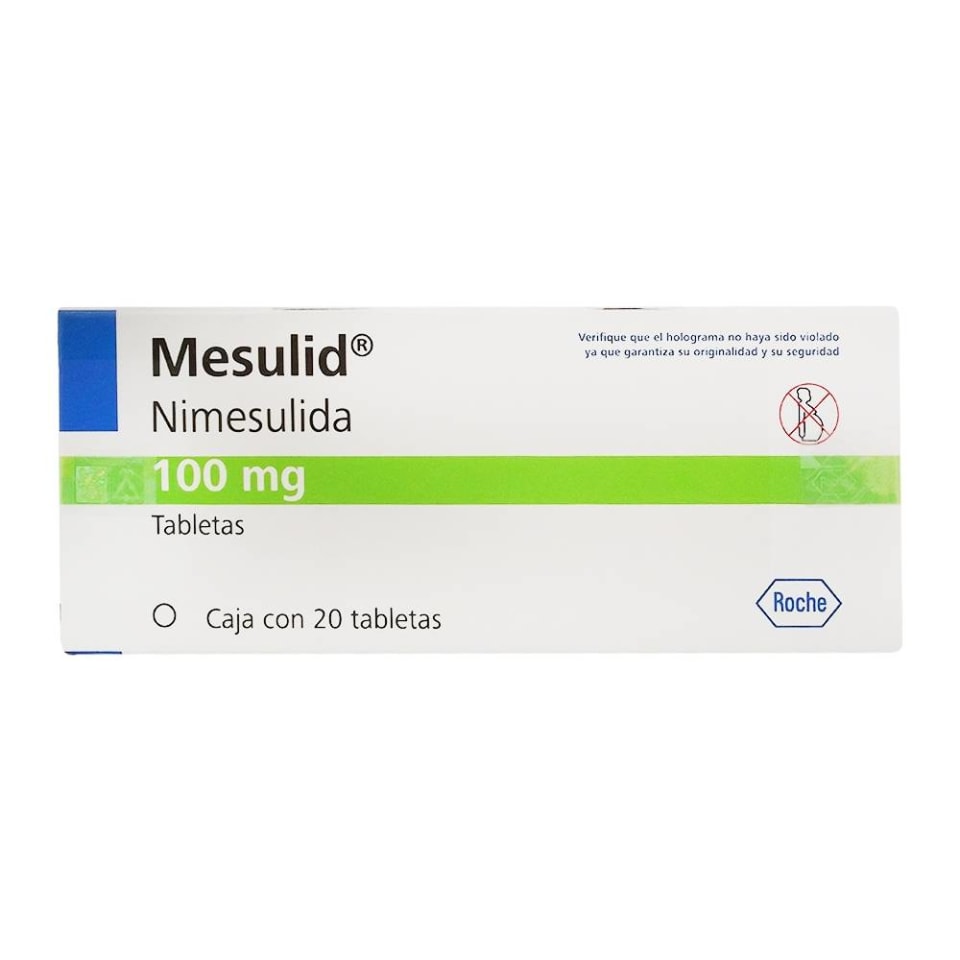 Mesulid®
Nimesulida
100 mg
Tabletas
Caja con 20 tabletas
Verifique que el holograma no haya sido violado
ya que garantiza su originalidad y su seguridad
Roche